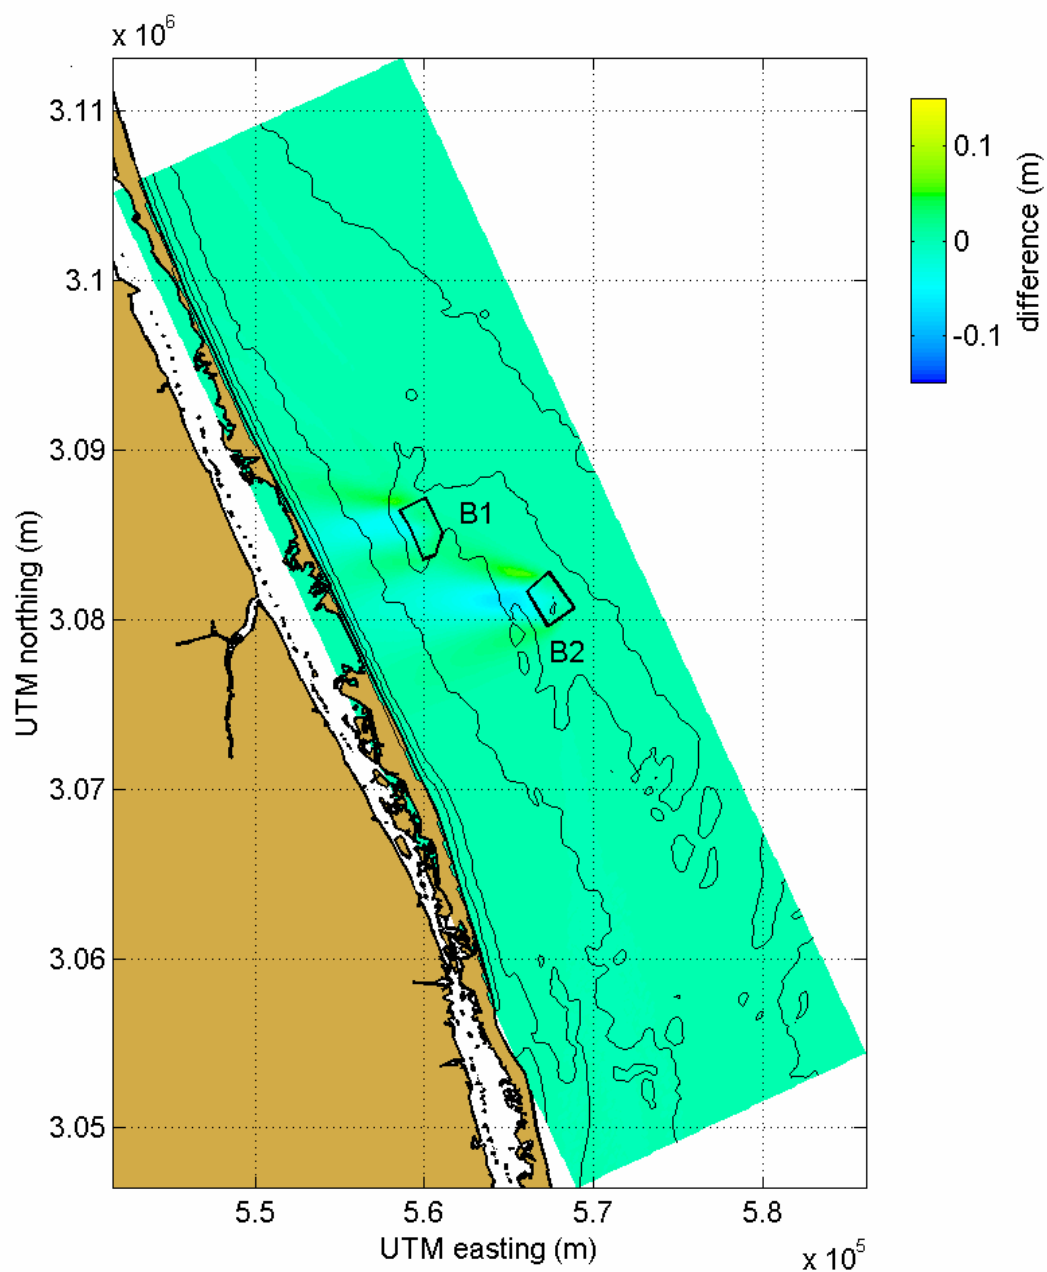 x 10^6
3.11
0.1
3.1
0
difference (m)
-0.1
3.09
B1
UTM northing (m)
3.08
B2
3.07
3.06
3.05
5.5
5.6
5.7
5.8
UTM easting (m)
x 10^5